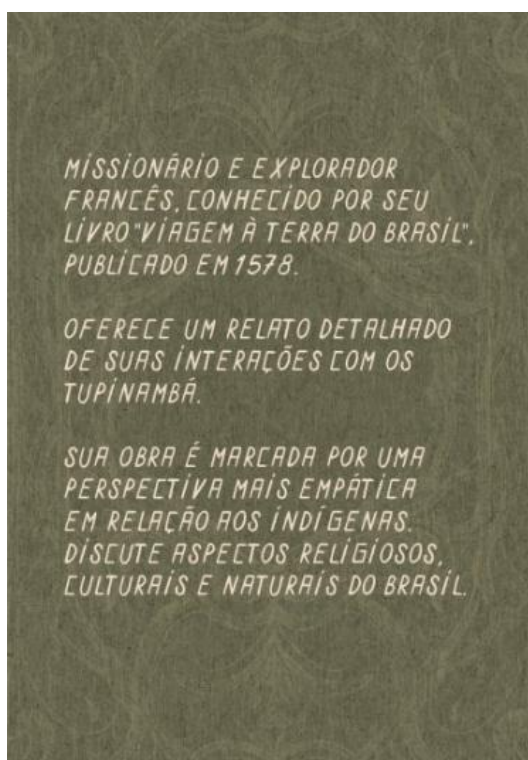 MISSIONÁRIO E EXPLORADOR
FRANCÊS, CONHECIDO POR SEU
LIVRO "VIAGEM À TERRA DO BRASIL",
PUBLICADO EM 1578.
OFERECE UM RELATO DETALHADO
DE SUAS INTERAÇÕES COM OS
TUPINAMBÁ.
SUA OBRA É MARCADA POR UMA
PERSPECTIVA MAIS EMPÁTICA
EM RELAÇÃO AOS INDÍGENAS.
DISCUTE ASPECTOS RELIGIOSOS,
CULTURAIS E NATURAIS DO BRASIL.